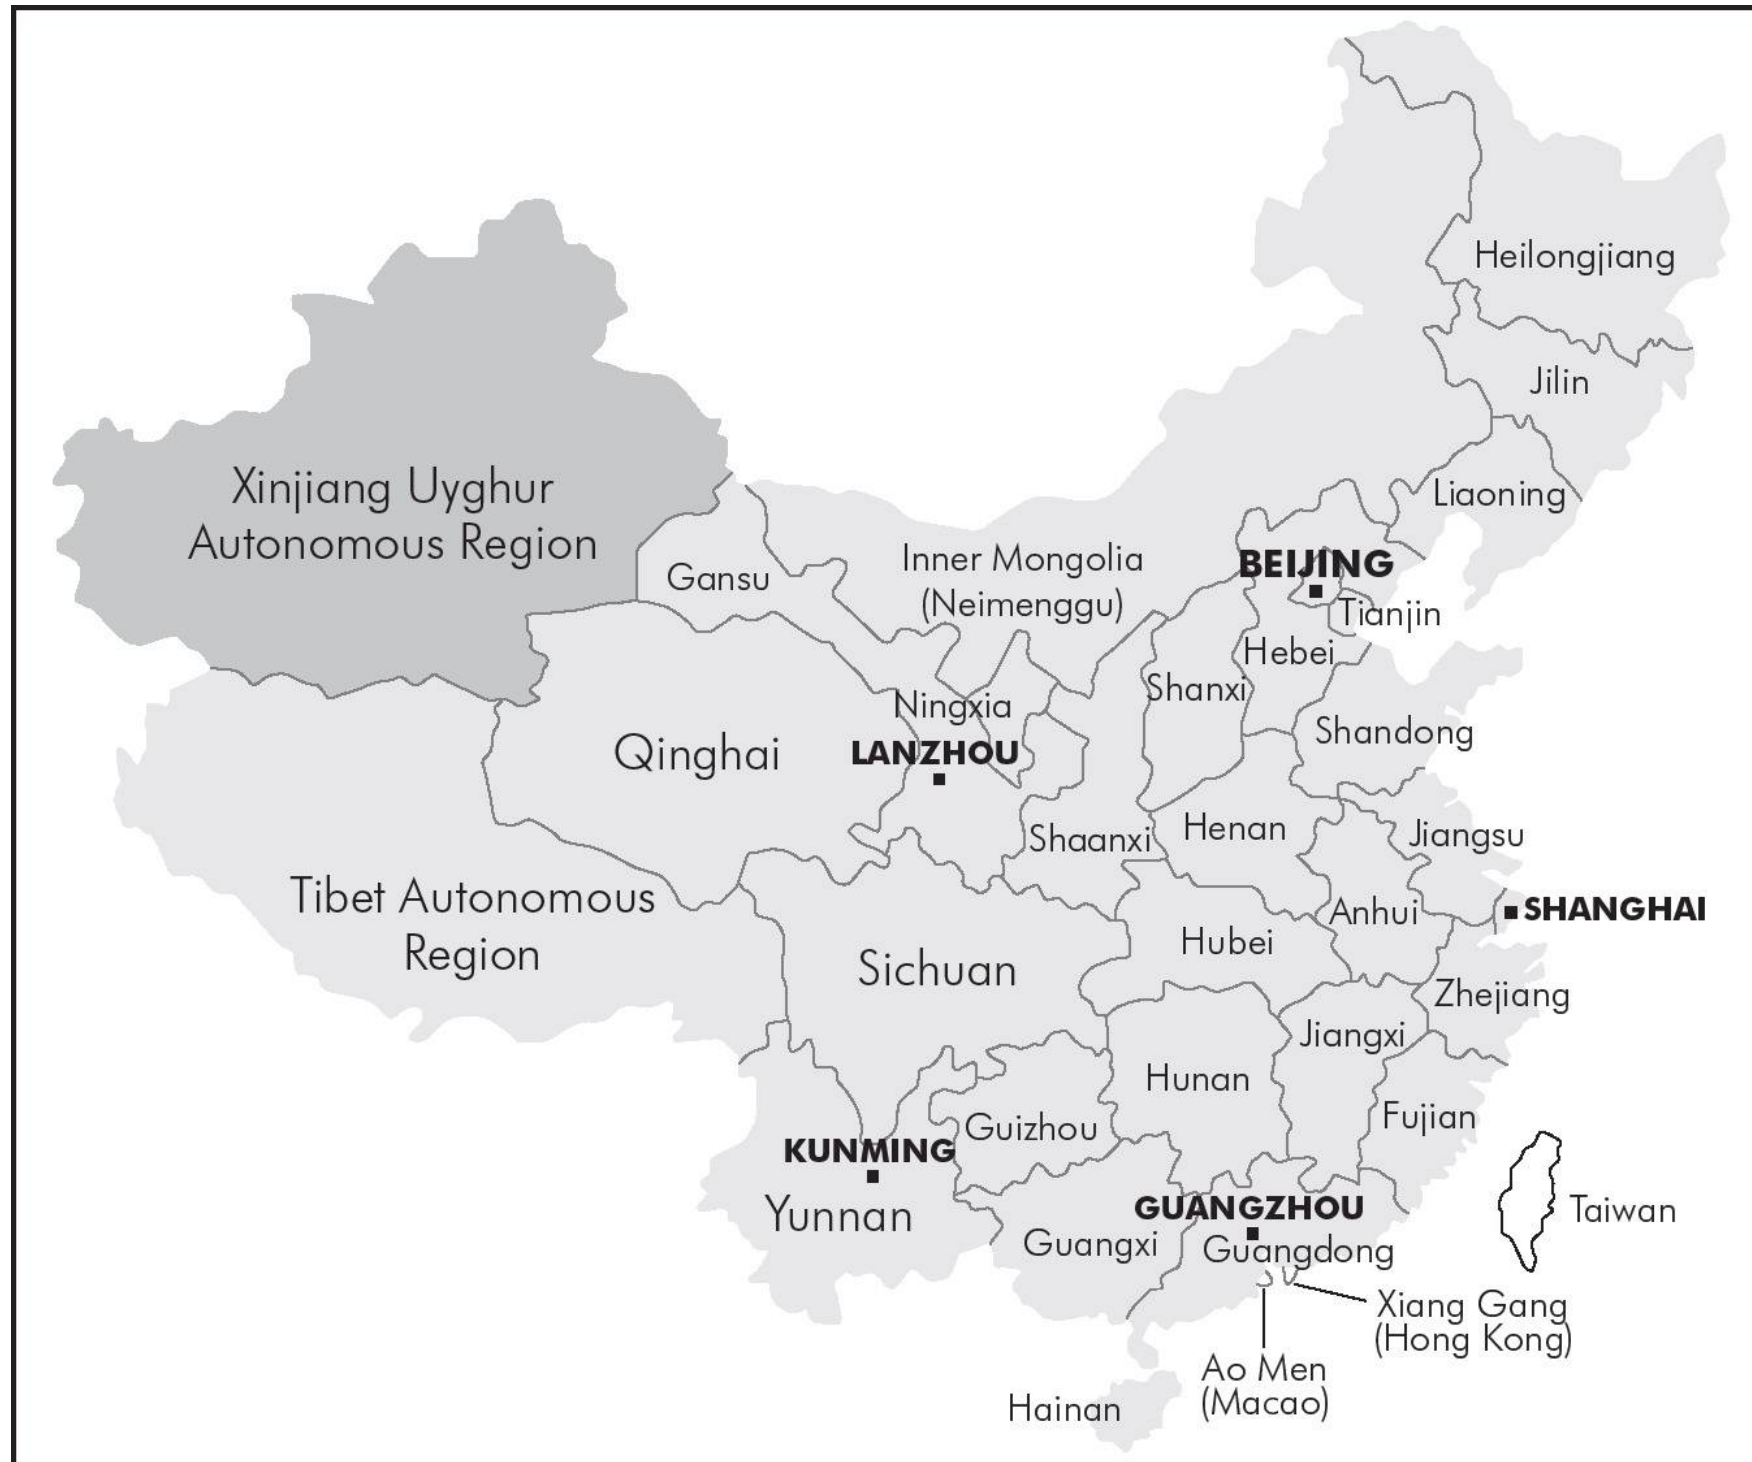 Heilongjiang
Jilin
Xinjiang Uyghur
Autonomous Region
Liaoning
Gansu
Inner Mongolia
(Neimenggu)
BEIJING
Tianjin
Hebei
Shanxi
Ningxia
Shandong
Qinghai
LANZHOU
Shaanxi
Henan
Jiangsu
Tibet Autonomous
Region
Anhui
SHANGHAI
Hubei
Sichuan
Zhejiang
Jiangxi
Hunan
Fujian
Guizhou
KUNMING
Yunnan
GUANGZHOU
Guangxi
Guangdong
Taiwan
Xiang Gang
(Hong Kong)
Ao Men
(Macao)
Hainan